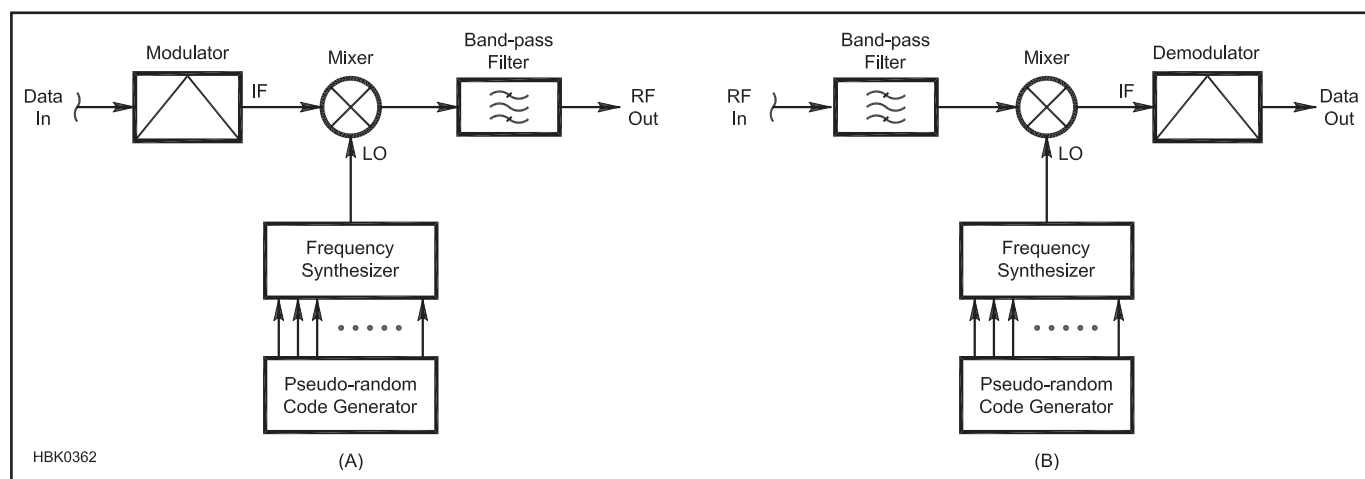 Modulator
Mixer
Band-pass
Filter
Data
In
IF
RF
Out
LO
Frequency
Synthesizer
Pseudo-random
Code Generator
(A)
Band-pass
Filter
Mixer
Demodulator
RF
In
IF
Data
Out
LO
Frequency
Synthesizer
Pseudo-random
Code Generator
(B)
HBK0362